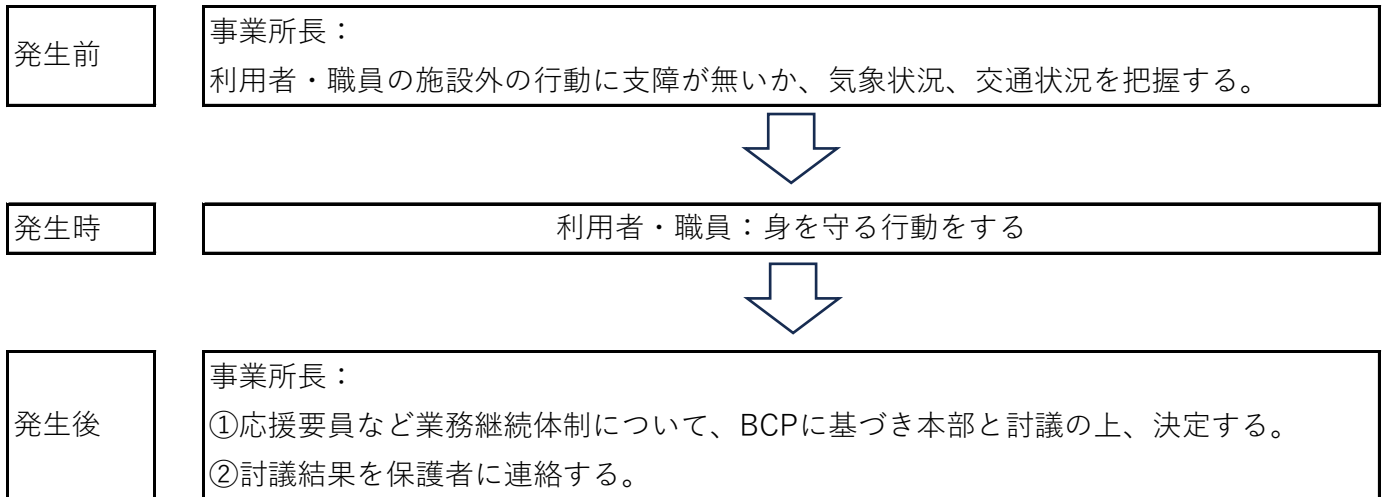 発生前
事業所長：
利用者・職員の施設外の行動に支障が無いか、気象状況、交通状況を把握する。
発生時
利用者・職員：身を守る行動をする
発生後
事業所長：
①応援要員など業務継続体制について、BCPに基づき本部と討議の上、決定する。
②討議結果を保護者に連絡する。